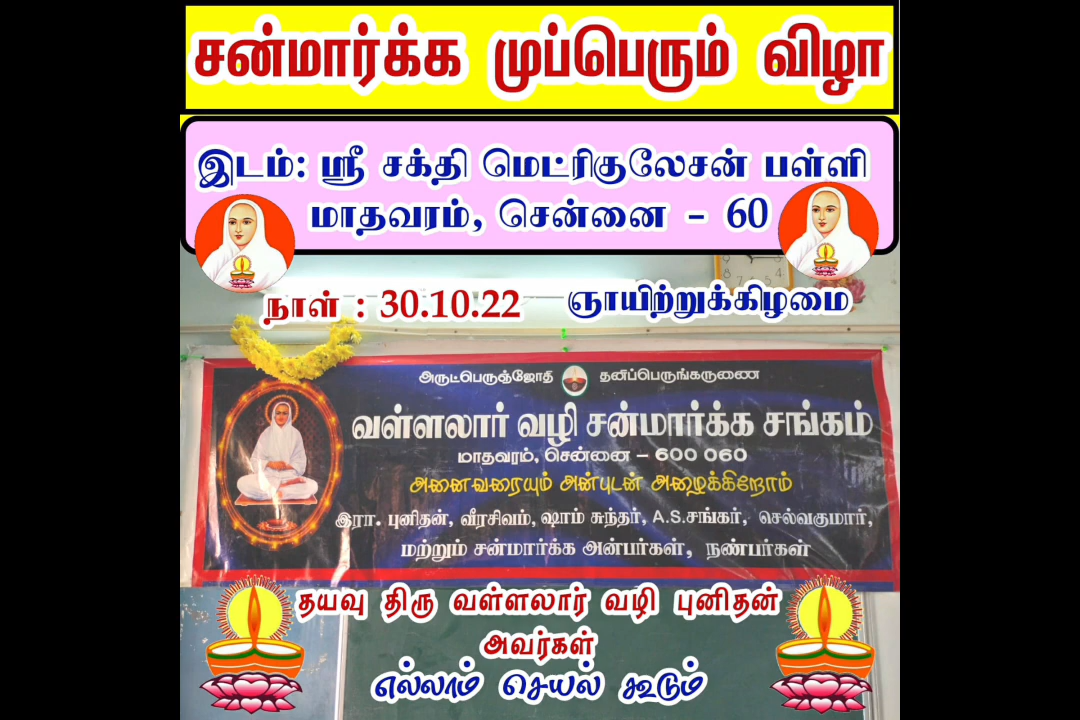 சன்மார்க்க முப்பெரும் விழா
இடம்: ஸ்ரீ சக்தி மெட்ரிகுலேசன் பள்ளி
மாதவரம், சென்னை - 60
நாள் : 30.10.22 ஞாயிற்றுக்கிழமை
அருட்பெருஞ்ஜோதி தனிப்பெருங்கருணை
வள்ளலார் வழி சன்மார்க்க சங்கம்
மாதவரம், சென்னை – 600 060
அனைவரையும் அன்புடன் அழைக்கிறோம்
இரா. புனிதன், வீரசிவம், ஷாம் சுந்தர், A.S.சங்கர், செல்வகுமார்,
மற்றும் சன்மார்க்க அன்பர்கள், நண்பர்கள்
தயவு திரு வள்ளலார் வழி புனிதன்
அவர்கள்
எல்லாம் செயல் கூடும்